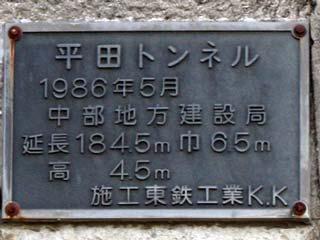 平田トンネル
1986年5月
中部地方建設局
延長1845m巾65m
高 45m
施工東鉄工業K.K